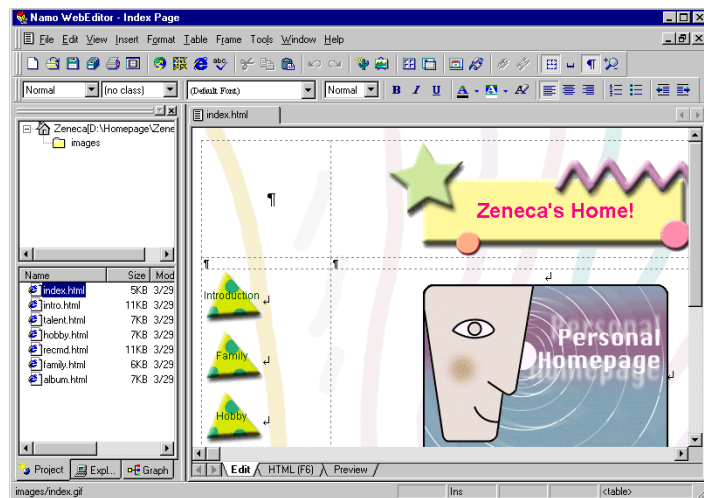 Namo WebEditor - Index Page
File Edit View Insert Format Table Frame Tools Window Help
Normal (no class) (Default Font) Normal B I U A A A
index.html
Zeneca[D:\Homepage\Zene
images
Zeneca's Home!
Name Size Mod
index.html 5KB 3/29
intro.html 11KB 3/29
talent.html 7KB 3/29
hobby.html 7KB 3/29
recmd.html 11KB 3/29
family.html 6KB 3/29
album.html 7KB 3/29
Introduction
Family
Hobby
Personal
Homepage
Project Expl... Graph
Edit HTML (F6) Preview
images/index.gif Ins <table>